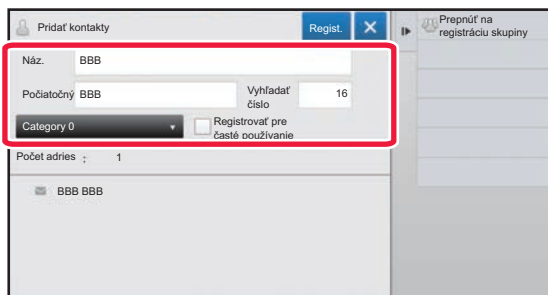 Pridať kontakty
Regist.
Prepnúť na
registráciu skupiny
Náz.
BBB
Počiatočný
BBB
Vyhľadať
číslo
16
Category 0
Registrovať pre
časté používanie
Počet adries :
1
BBB BBB